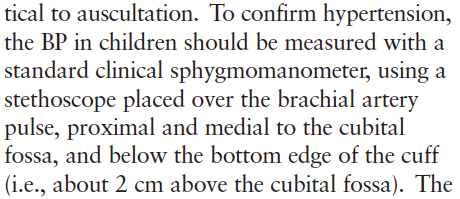 tical to auscultation. To confirm hypertension,
the BP in children should be measured with a
standard clinical sphygmomanometer, using a
stethoscope placed over the brachial artery
pulse, proximal and medial to the cubital
fossa, and below the bottom edge of the cuff
(i.e., about 2 cm above the cubital fossa). The